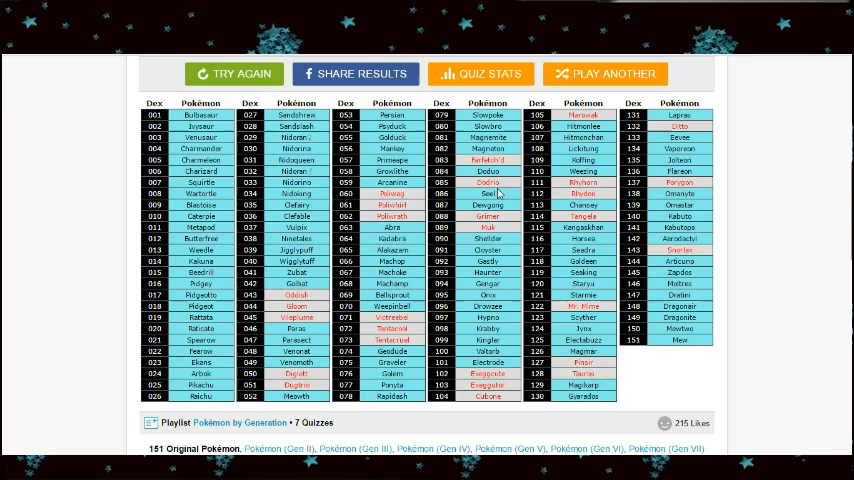 TRY AGAIN
SHARE RESULTS
QUIZ STATS
PLAY ANOTHER
Dex Pokémon Dex Pokémon Dex Pokémon Dex Pokémon Dex Pokémon Dex Pokémon
001 Bulbasaur 027 Sandshrew 053 Persian 079 Slowpoke 105 Marowak 131 Lapras
002 Ivysaur 028 Sandslash 054 Psyduck 080 Slowbro 106 Hitmonlee 132 Ditto
003 Venusaur 029 Nidoran♀ 055 Golduck 081 Magnemite 107 Hitmonchan 133 Eevee
004 Charmander 030 Nidorina 056 Mankey 082 Magneton 108 Lickitung 134 Vaporeon
005 Charmeleon 031 Nidoqueen 057 Primeape 083 Farfetch'd 109 Koffing 135 Jolteon
006 Charizard 032 Nidoran♂ 058 Growlithe 084 Doduo 110 Weezing 136 Flareon
007 Squirtle 033 Nidorino 059 Arcanine 085 Dodrio 111 Rhyhorn 137 Porygon
008 Wartortle 034 Nidoking 060 Poliwag 086 Seel 112 Rhydon 138 Omanyte
009 Blastoise 035 Clefairy 061 Poliwhirl 087 Dewgong 113 Chansey 139 Omastar
010 Caterpie 036 Clefable 062 Poliwrath 088 Grimer 114 Tangela 140 Kabuto
011 Metapod 037 Vulpix 063 Abra 089 Muk 115 Kangaskhan 141 Kabutops
012 Butterfree 038 Ninetales 064 Kadabra 090 Shellder 116 Horsea 142 Aerodactyl
013 Weedle 039 Jigglypuff 065 Alakazam 091 Cloyster 117 Seadra 143 Snorlax
014 Kakuna 040 Wigglytuff 066 Machop 092 Gastly 118 Goldeen 144 Articuno
015 Beedrill 041 Zubat 067 Machoke 093 Haunter 119 Seaking 145 Zapdos
016 Pidgey 042 Golbat 068 Machamp 094 Gengar 120 Staryu 146 Moltres
017 Pidgeotto 043 Oddish 069 Bellsprout 095 Onix 121 Starmie 147 Dratini
018 Pidgeot 044 Gloom 070 Weepinbell 096 Drowzee 122 Mr. Mime 148 Dragonair
019 Rattata 045 Vileplume 071 Victreebel 097 Hypno 123 Scyther 149 Dragonite
020 Raticate 046 Paras 072 Tentacool 098 Krabby 124 Jynx 150 Mewtwo
021 Spearow 047 Parasect 073 Tentacruel 099 Kingler 125 Electabuzz 151 Mew
022 Fearow 048 Venonat 074 Geodude 100 Voltorb 126 Magmar
023 Ekans 049 Venomoth 075 Graveler 101 Electrode 127 Pinsir
024 Arbok 050 Diglett 076 Golem 102 Exeggcute 128 Tauros
025 Pikachu 051 Dugtrio 077 Ponyta 103 Exeggutor 129 Magikarp
026 Raichu 052 Meowth 078 Rapidash 104 Cubone 130 Gyarados
Playlist Pokémon by Generation • 7 Quizzes
215 Likes
151 Original Pokémon, Pokémon (Gen II), Pokémon (Gen III), Pokémon (Gen IV), Pokémon (Gen V), Pokémon (Gen VI), Pokémon (Gen VII)